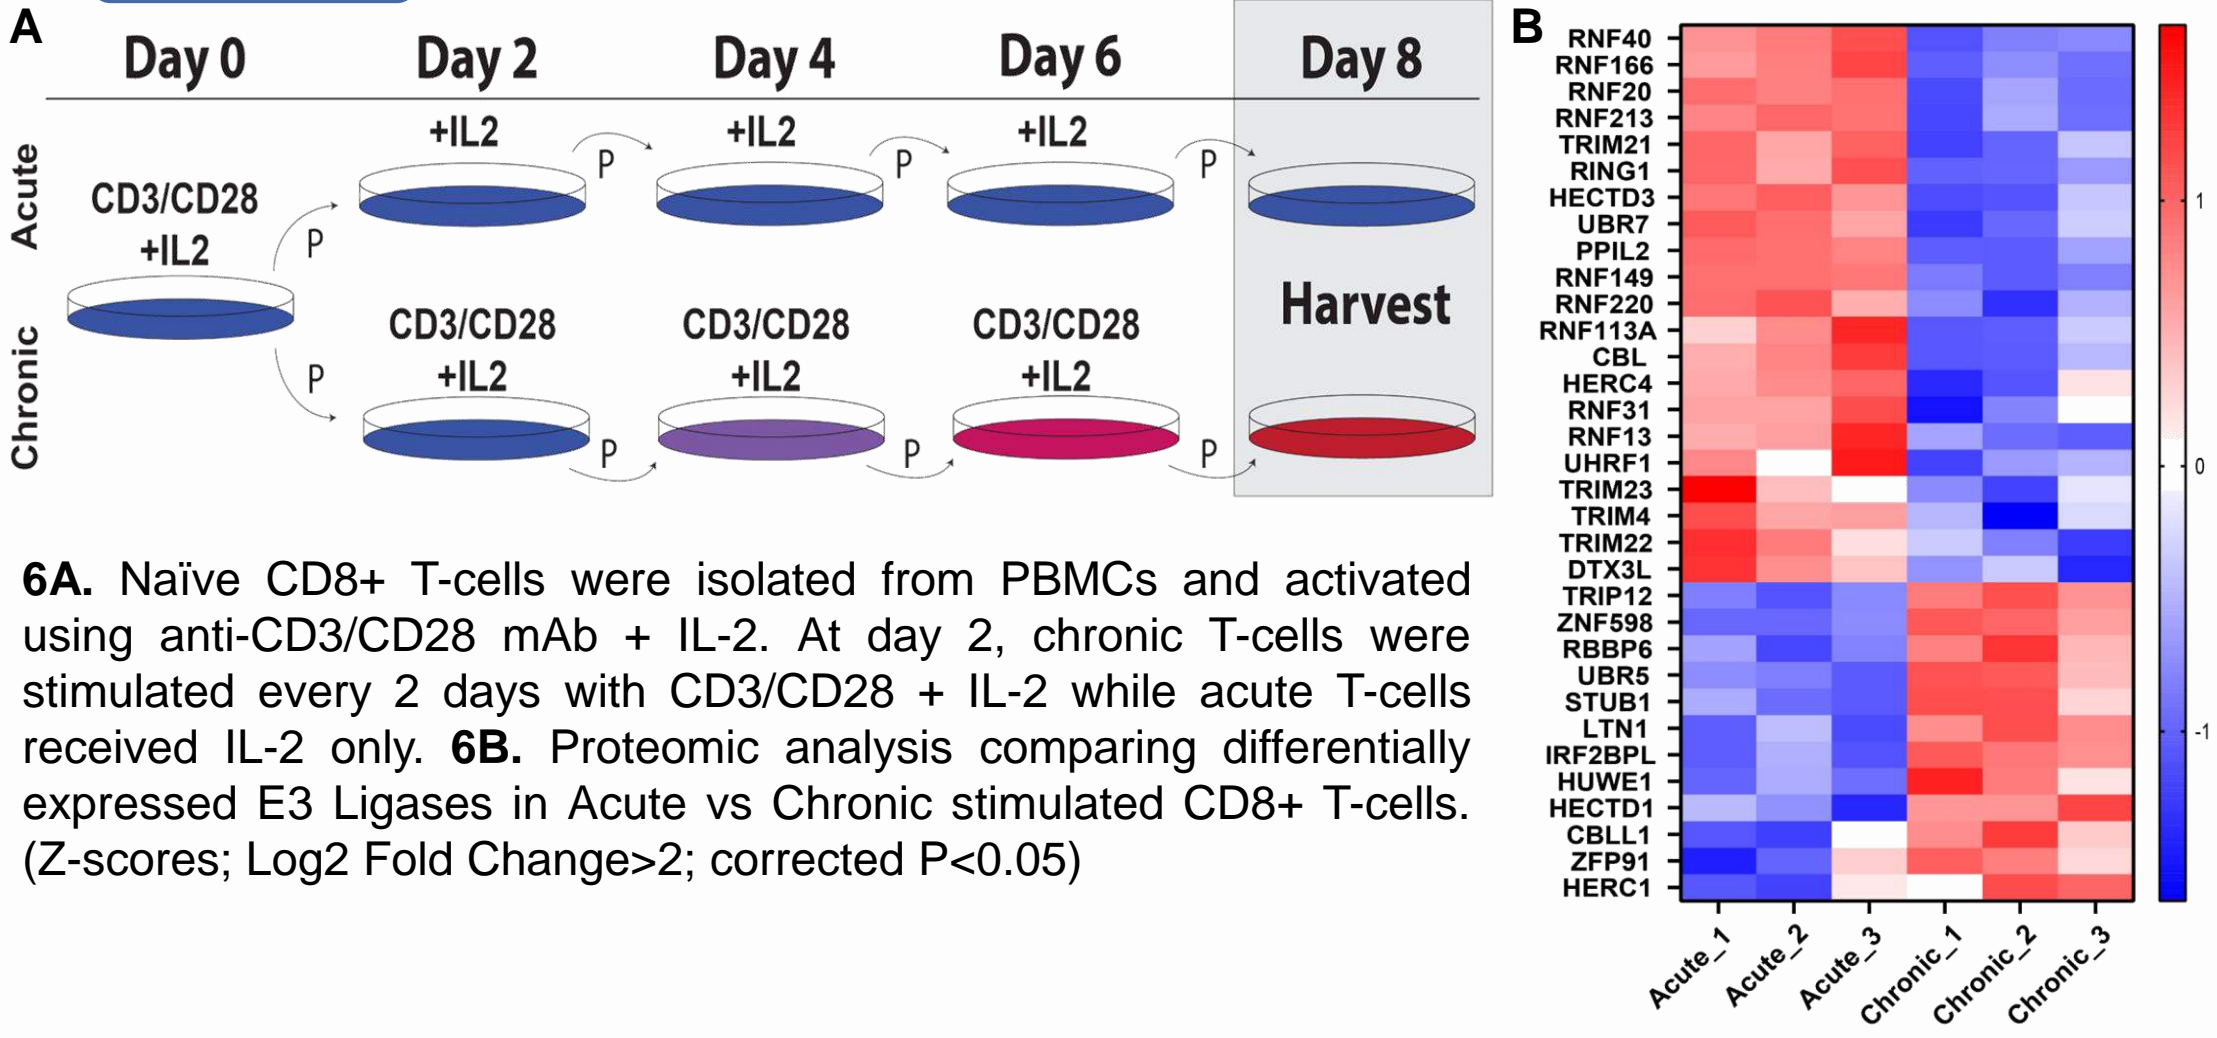 A
Day 0
Day 2
Day 4
Day 6
Day 8
Acute
+IL2
+IL2
+IL2
P
P
P
CD3/CD28
+IL2
P
Harvest
Chronic
CD3/CD28
+IL2
CD3/CD28
+IL2
CD3/CD28
+IL2
P
P
P
P
6A. Naïve CD8+ T-cells were isolated from PBMCs and activated
using anti-CD3/CD28 mAb + IL-2. At day 2, chronic T-cells were
stimulated every 2 days with CD3/CD28 + IL-2 while acute T-cells
received IL-2 only. 6B. Proteomic analysis comparing differentially
expressed E3 Ligases in Acute vs Chronic stimulated CD8+ T-cells.
(Z-scores; Log2 Fold Change>2; corrected P<0.05)
B
RNF40
RNF166
RNF20
RNF213
TRIM21
RING1
HECTD3
UBR7
PPIL2
RNF149
RNF220
RNF113A
CBL
HERC4
RNF31
RNF13
UHRF1
TRIM23
TRIM4
TRIM22
DTX3L
TRIP12
ZNF598
RBBP6
UBR5
STUB1
LTN1
IRF2BPL
HUWE1
HECTD1
CBLL1
ZFP91
HERC1
Acute_1
Acute_2
Acute_3
Chronic_1
Chronic_2
Chronic_3
1
0
-1